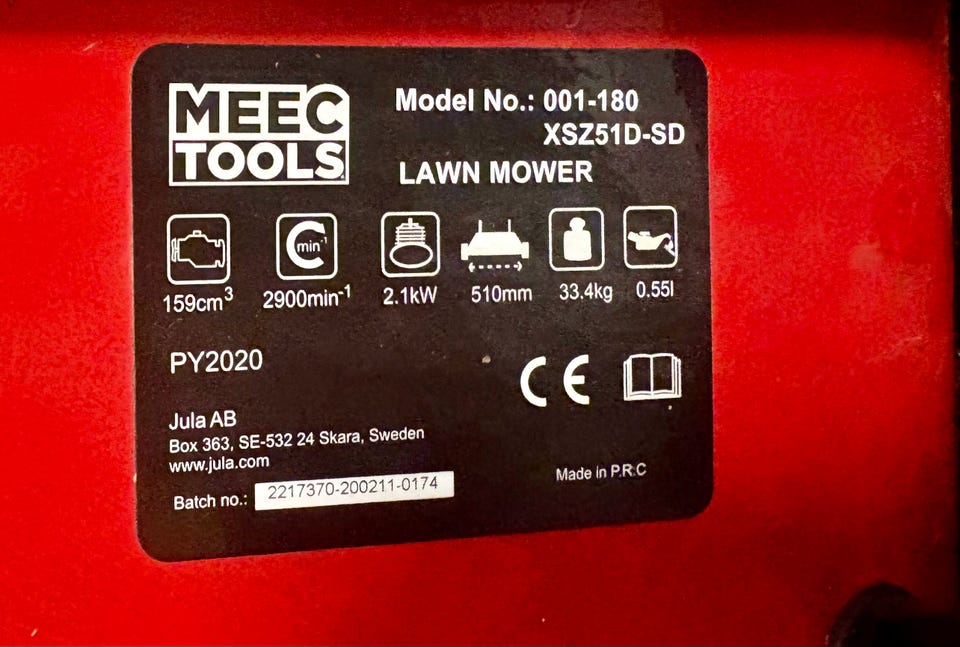 MEEC
TOOLS
Model No.: 001-180
XSZ51D-SD
LAWN MOWER
min-1
159cm³
2900min⁻¹
2.1kW
510mm
33.4kg
0.55l
PY2020
CE
Jula AB
Box 363, SE-532 24 Skara, Sweden
www.jula.com
Made in P.R.C
Batch no.: 2217370-200211-0174